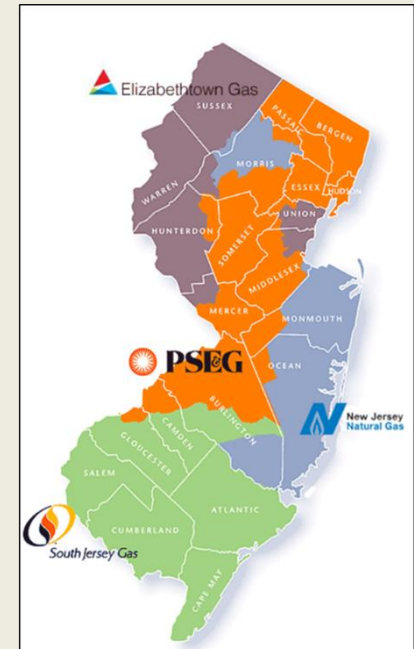 Elizabethtown Gas
SUSSEX
PASSAIC
BERGEN
MORRIS
WARREN
ESSEX
HUDSON
UNION
HUNTERDON
SOMERSET
MIDDLESEX
MERCER
MONMOUTH
PSE&G
OCEAN
BURLINGTON
New Jersey
Natural Gas
CAMDEN
GLOUCESTER
SALEM
ATLANTIC
CUMBERLAND
South Jersey Gas
CAPE MAY